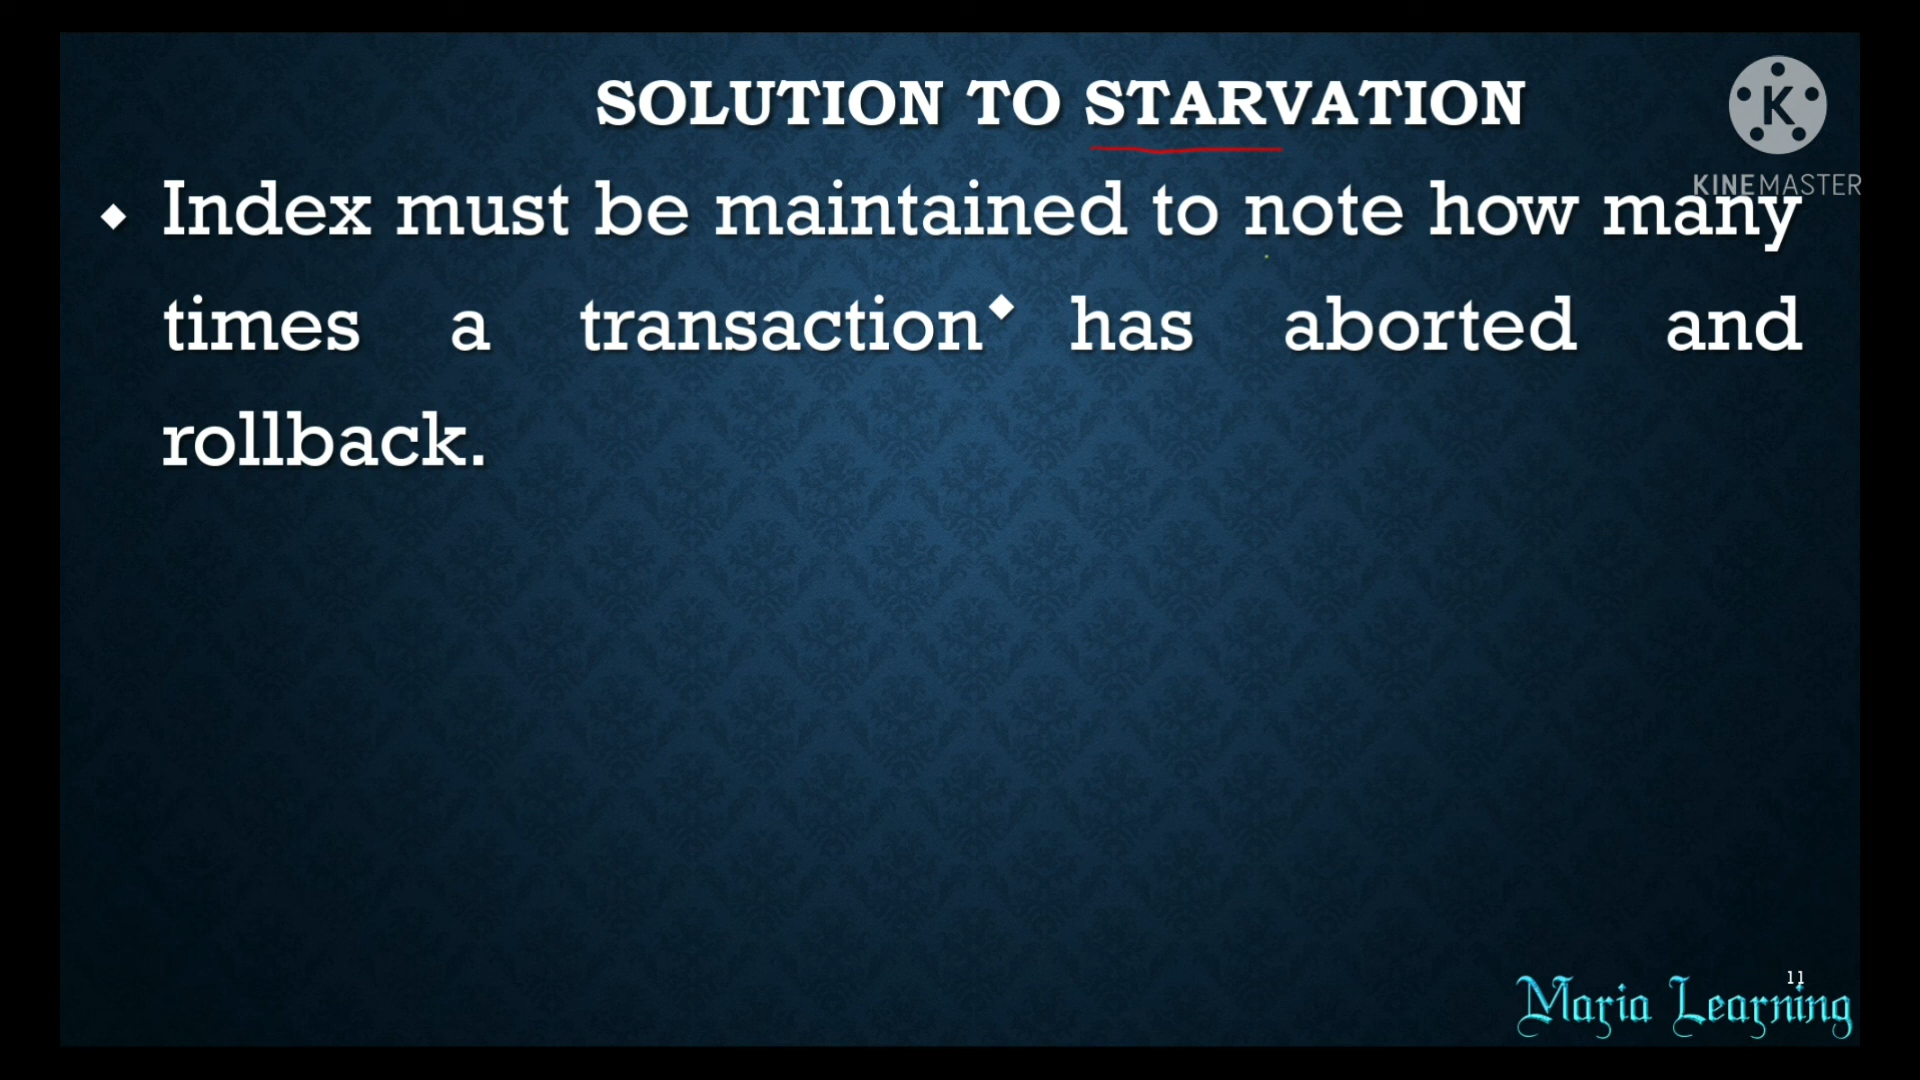 SOLUTION TO STARVATION
K
KINEMASTER
◆ Index must be maintained to note how many
times a transaction◆ has aborted and
rollback.
11
Maria Learning